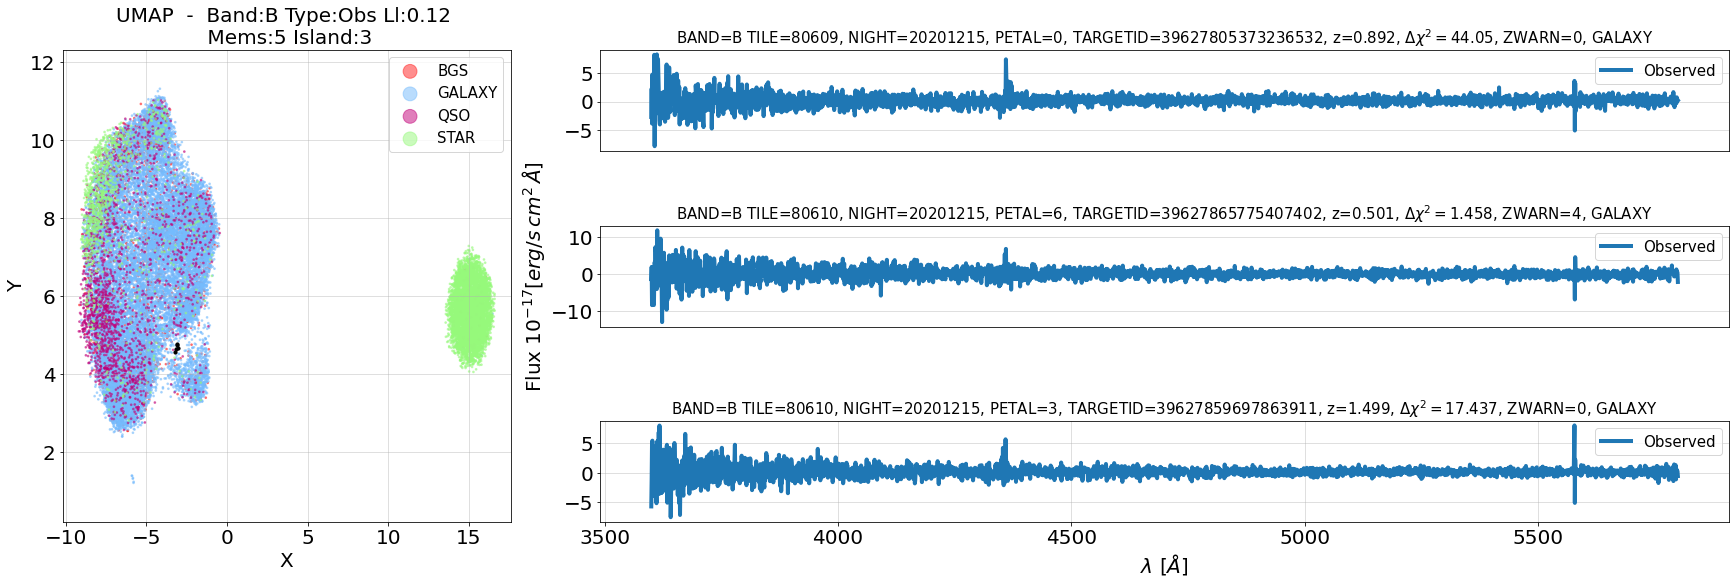 UMAP - Band:B Type:Obs Ll:0.12
Mems:5 Island:3
12
10
8
6
4
2
Y
−10
−5
0
5
10
15
X
BGS
GALAXY
QSO
STAR
Flux 10⁻¹⁷[erg/s cm² Å]
BAND=B TILE=80609, NIGHT=20201215, PETAL=0, TARGETID=39627805373236532, z=0.892, Δχ² = 44.05, ZWARN=0, GALAXY
5
0
−5
Observed
BAND=B TILE=80610, NIGHT=20201215, PETAL=6, TARGETID=39627865775407402, z=0.501, Δχ² = 1.458, ZWARN=4, GALAXY
10
0
−10
Observed
BAND=B TILE=80610, NIGHT=20201215, PETAL=3, TARGETID=39627859697863911, z=1.499, Δχ² = 17.437, ZWARN=0, GALAXY
5
0
−5
Observed
3500
4000
4500
5000
5500
λ [Å]